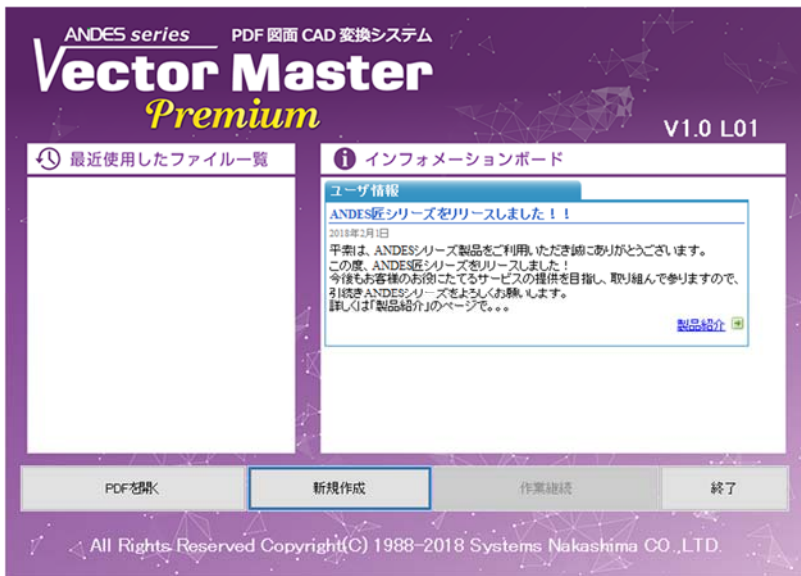 ANDES series PDF図面CAD変換システム
Vector Master
Premium
V1.0 L01
最近使用したファイル一覧
インフォメーションボード
ユーザ情報
ANDES匠シリーズをリリースしました！！
2018年2月1日
平素は、ANDESシリーズ製品をご利用いただき誠にありがとうございます。
この度、ANDES匠シリーズをリリースしました！
今後もお客様のお役にたてるサービスの提供を目指し、取り組んで参りますので、
引続きANDESシリーズをよろしくお願いします。
詳しくは「製品紹介」のページで。。。
製品紹介
PDFを開く
新規作成
作業継続
終了
All Rights Reserved Copyright(C) 1988-2018 Systems Nakashima CO.,LTD.